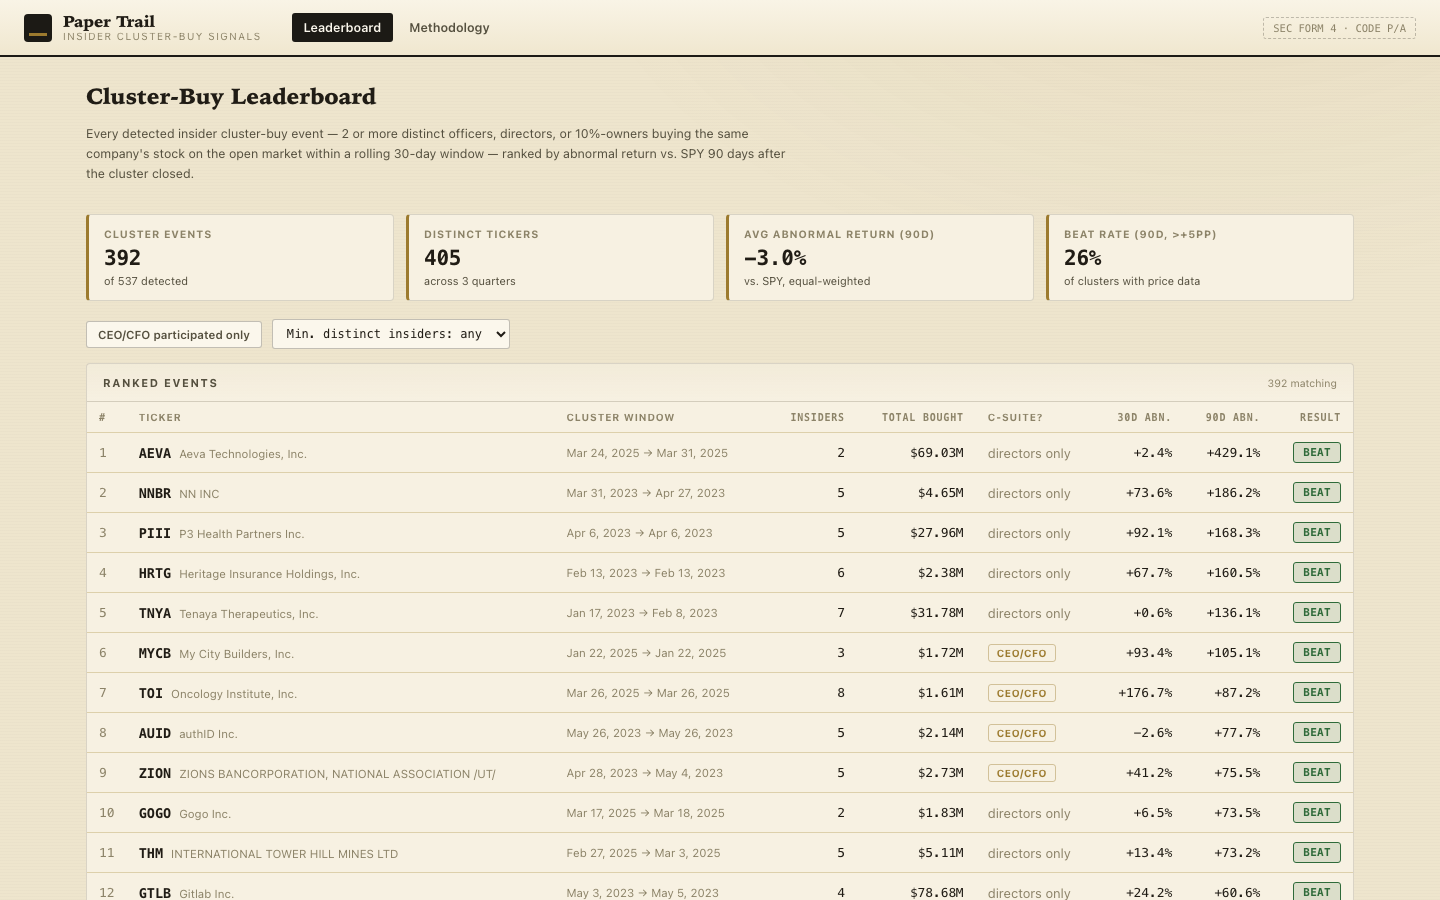 Paper Trail
INSIDER CLUSTER-BUY SIGNALS
Leaderboard
Methodology
SEC FORM 4 · CODE P/A
Cluster-Buy Leaderboard
Every detected insider cluster-buy event — 2 or more distinct officers, directors, or 10%-owners buying the same
company's stock on the open market within a rolling 30-day window — ranked by abnormal return vs. SPY 90 days after
the cluster closed.
CLUSTER EVENTS
392
of 537 detected
DISTINCT TICKERS
405
across 3 quarters
AVG ABNORMAL RETURN (90D)
−3.0%
vs. SPY, equal-weighted
BEAT RATE (90D, >+5PP)
26%
of clusters with price data
CEO/CFO participated only
Min. distinct insiders: any
RANKED EVENTS
392 matching
# TICKER CLUSTER WINDOW INSIDERS TOTAL BOUGHT C-SUITE? 30D ABN. 90D ABN. RESULT
1 AEVA Aeva Technologies, Inc. Mar 24, 2025 → Mar 31, 2025 2 $69.03M directors only +2.4% +429.1% BEAT
2 NNBR NN INC Mar 31, 2023 → Apr 27, 2023 5 $4.65M directors only +73.6% +186.2% BEAT
3 PIII P3 Health Partners Inc. Apr 6, 2023 → Apr 6, 2023 5 $27.96M directors only +92.1% +168.3% BEAT
4 HRTG Heritage Insurance Holdings, Inc. Feb 13, 2023 → Feb 13, 2023 6 $2.38M directors only +67.7% +160.5% BEAT
5 TNYA Tenaya Therapeutics, Inc. Jan 17, 2023 → Feb 8, 2023 7 $31.78M directors only +0.6% +136.1% BEAT
6 MYCB My City Builders, Inc. Jan 22, 2025 → Jan 22, 2025 3 $1.72M CEO/CFO +93.4% +105.1% BEAT
7 TOI Oncology Institute, Inc. Mar 26, 2025 → Mar 26, 2025 8 $1.61M CEO/CFO +176.7% +87.2% BEAT
8 AUID authID Inc. May 26, 2023 → May 26, 2023 5 $2.14M CEO/CFO −2.6% +77.7% BEAT
9 ZION ZIONS BANCORPORATION, NATIONAL ASSOCIATION /UT/ Apr 28, 2023 → May 4, 2023 5 $2.73M CEO/CFO +41.2% +75.5% BEAT
10 GOGO Gogo Inc. Mar 17, 2025 → Mar 18, 2025 2 $1.83M directors only +6.5% +73.5% BEAT
11 THM INTERNATIONAL TOWER HILL MINES LTD Feb 27, 2025 → Mar 3, 2025 5 $5.11M directors only +13.4% +73.2% BEAT
12 GTLB Gitlab Inc. May 3, 2023 → May 5, 2023 4 $78.68M directors only +24.2% +60.6% BEAT